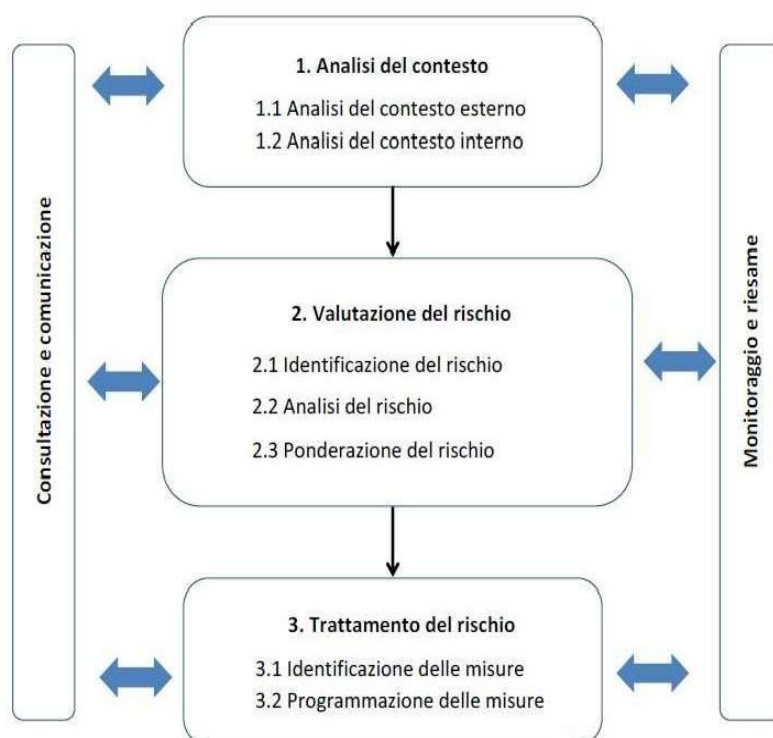 Consultazione e comunicazione
1. Analisi del contesto
1.1 Analisi del contesto esterno
1.2 Analisi del contesto interno
2. Valutazione del rischio
2.1 Identificazione del rischio
2.2 Analisi del rischio
2.3 Ponderazione del rischio
3. Trattamento del rischio
3.1 Identificazione delle misure
3.2 Programmazione delle misure
Monitoraggio e riesame